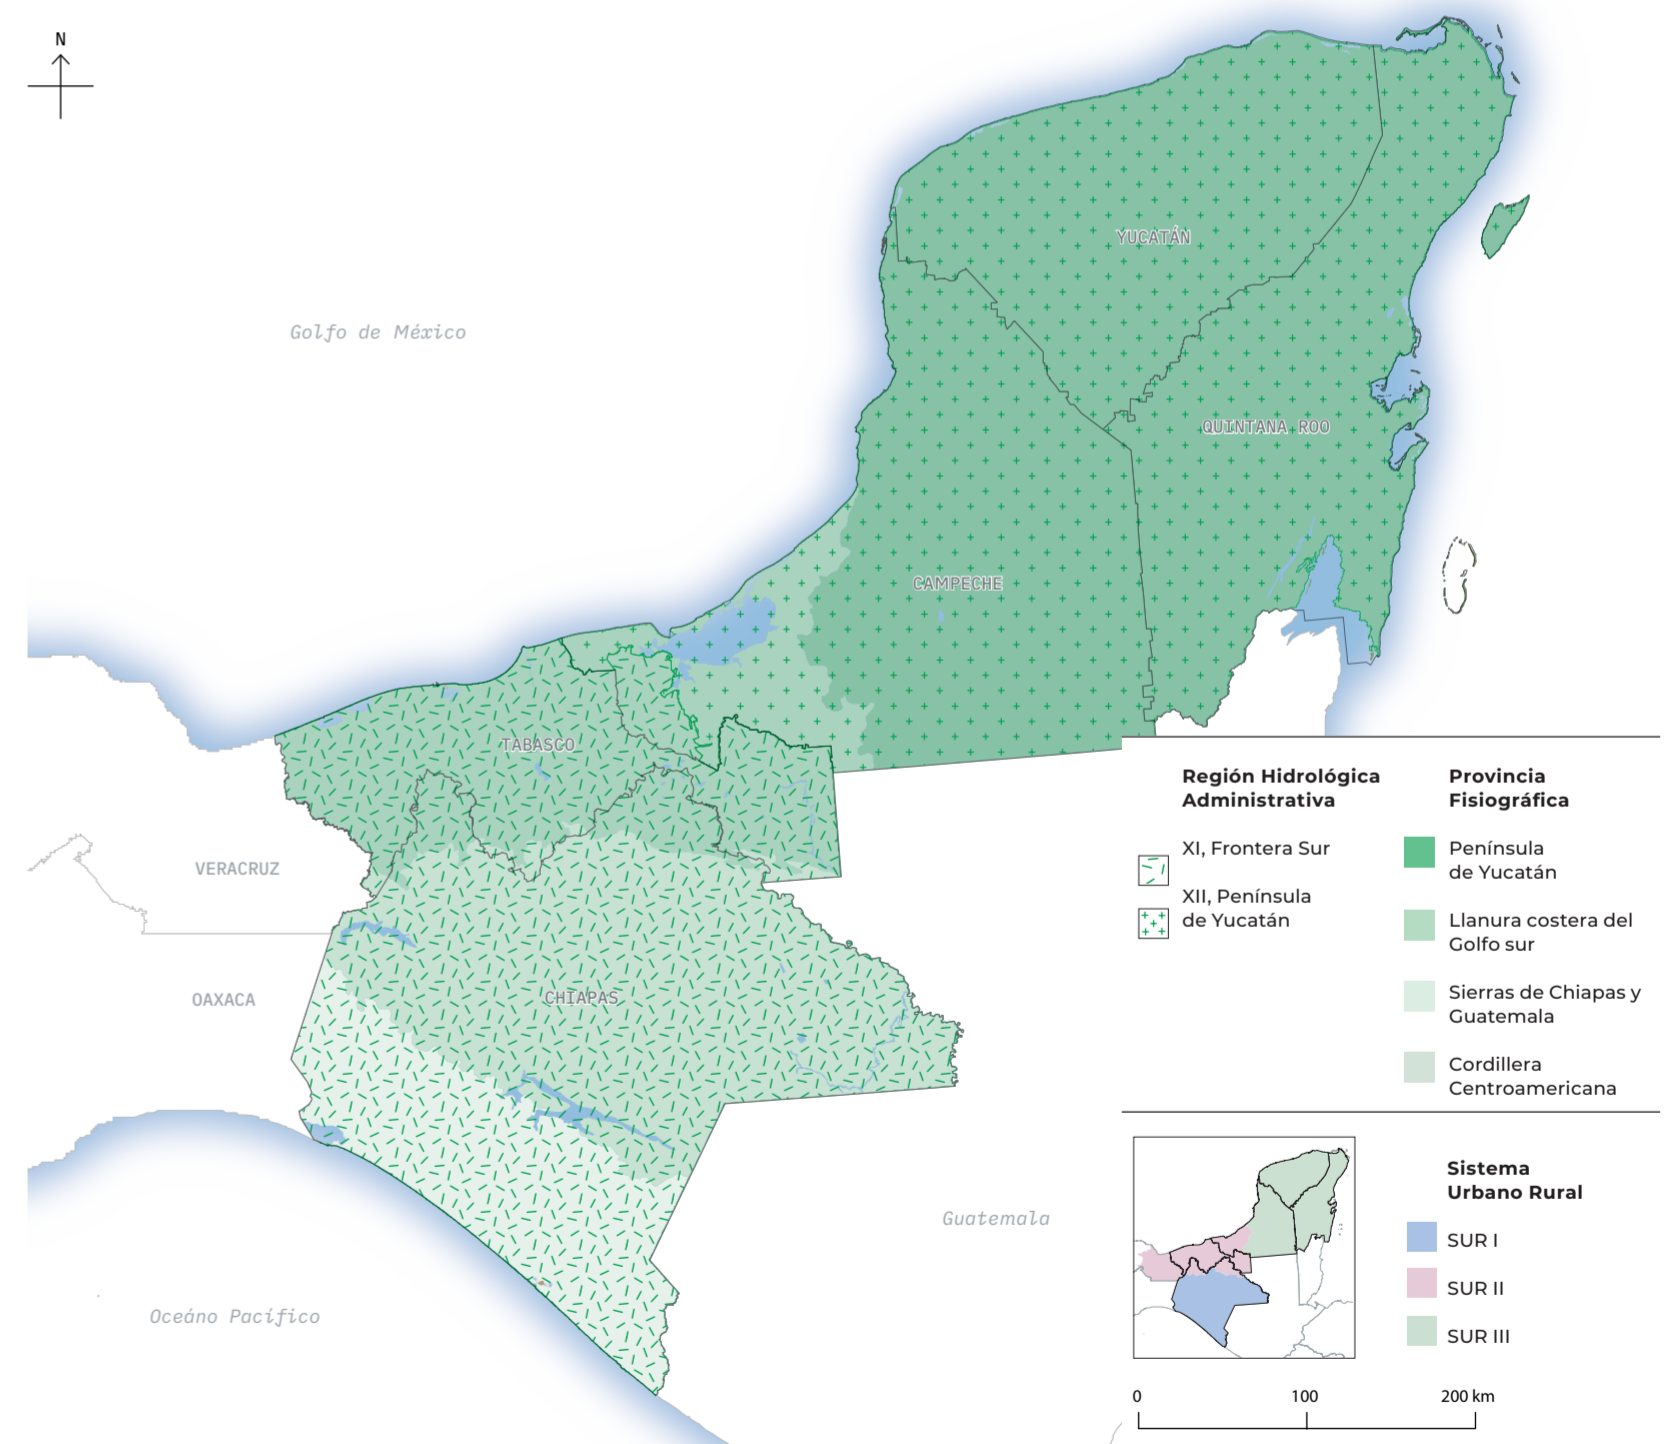 N
YUCATÁN
Golfo de México
QUINTANA ROO
CAMPECHE
TABASCO
VERACRUZ
OAXACA
CHIAPAS
Guatemala
Oceáno Pacífico
Región Hidrológica
Administrativa
XI, Frontera Sur
XII, Península
de Yucatán
Provincia
Fisiográfica
Península
de Yucatán
Llanura costera del
Golfo sur
Sierras de Chiapas y
Guatemala
Cordillera
Centroamericana
Sistema
Urbano Rural
SUR I
SUR II
SUR III
0 100 200 km